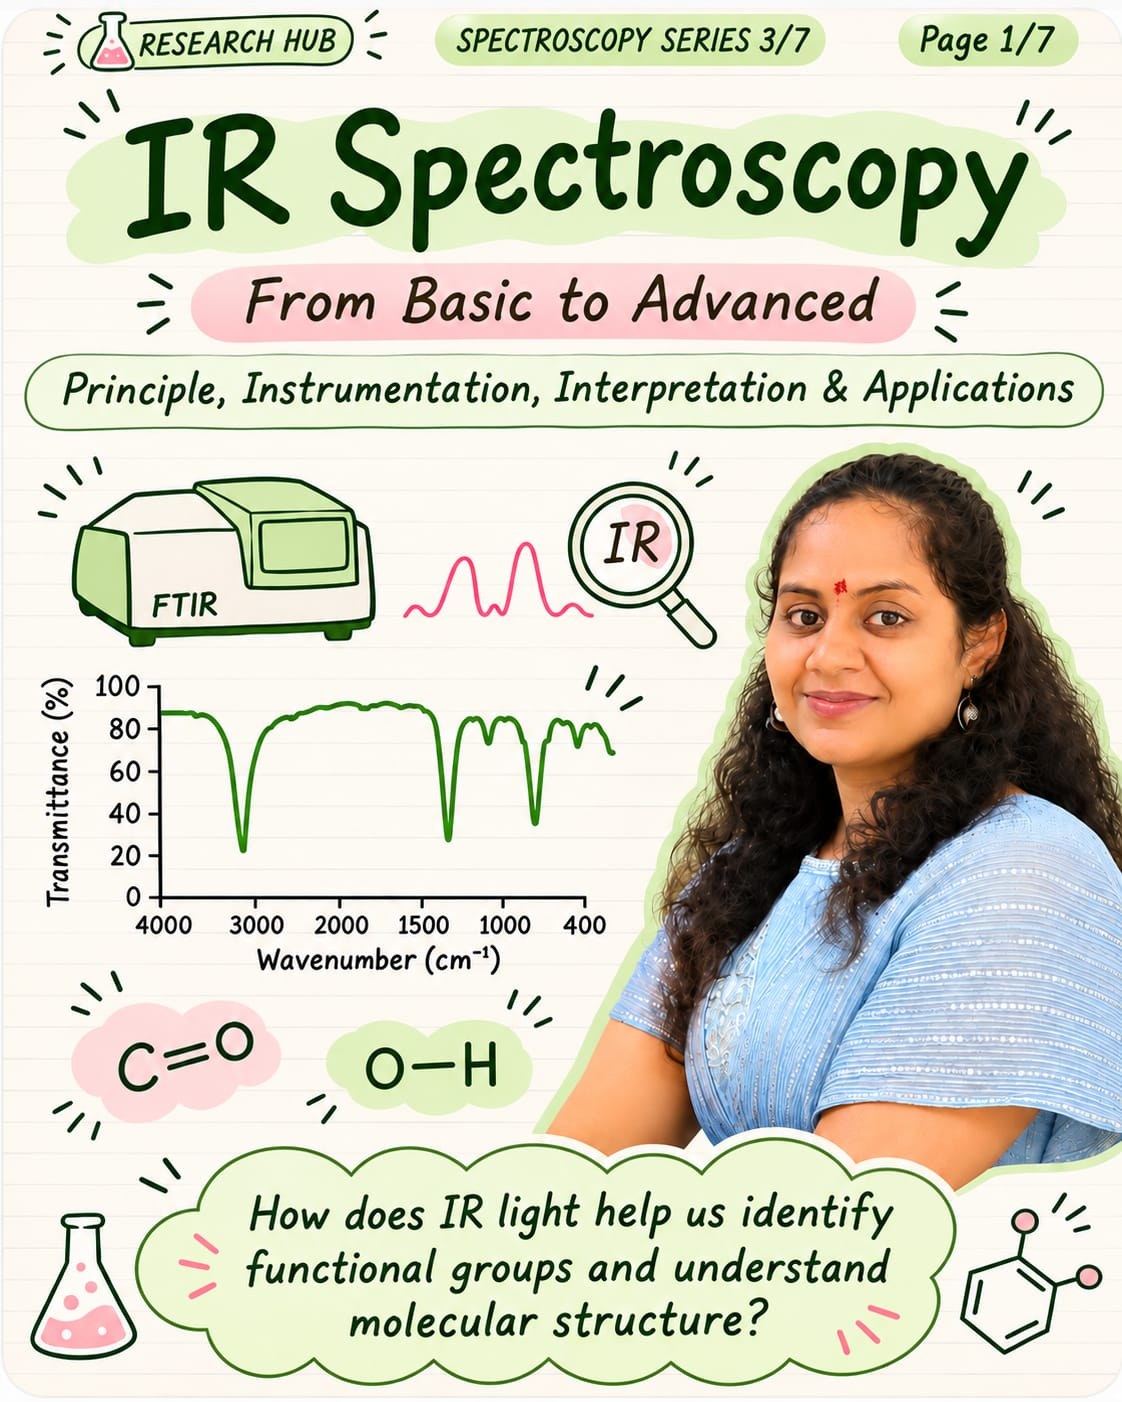 RESEARCH HUB
SPECTROSCOPY SERIES 3/7
Page 1/7
IR Spectroscopy
From Basic to Advanced
Principle, Instrumentation, Interpretation & Applications
FTIR
IR
Transmittance (%)
100
80
60
40
20
0
4000 3000 2000 1500 1000 400
Wavenumber (cm⁻¹)
C=O
O–H
How does IR light help us identify
functional groups and understand
molecular structure?